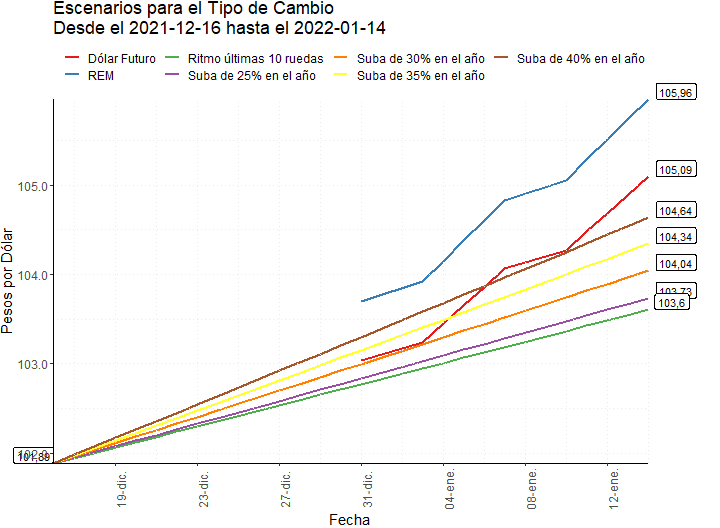 Escenarios para el Tipo de Cambio
Desde el 2021-12-16 hasta el 2022-01-14
Dólar Futuro Ritmo últimas 10 ruedas Suba de 30% en el año Suba de 40% en el año
REM Suba de 25% en el año Suba de 35% en el año
105,96
105,09
105.0
104,64
104,34
104.0
104,04
103,73
103,6
103.0
102.0
101,89
Pesos por Dólar
19-dic.
23-dic.
27-dic.
31-dic.
04-ene.
08-ene.
12-ene.
Fecha